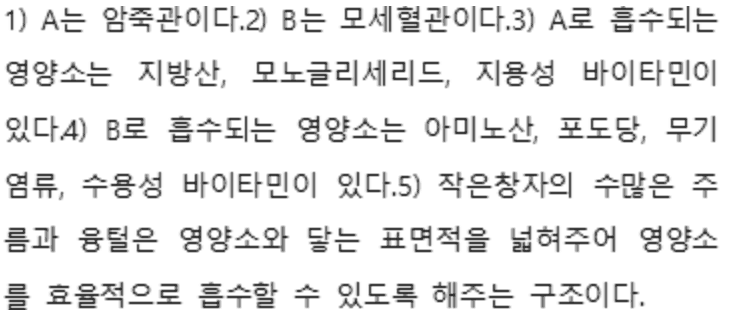 1) A는 암죽관이다.2) B는 모세혈관이다.3) A로 흡수되는
영양소는 지방산, 모노글리세리드, 지용성 바이타민이
있다.4) B로 흡수되는 영양소는 아미노산, 포도당, 무기
염류, 수용성 바이타민이 있다.5) 작은창자의 수많은 주
름과 융털은 영양소와 닿는 표면적을 넓혀주어 영양소
를 효율적으로 흡수할 수 있도록 해주는 구조이다.